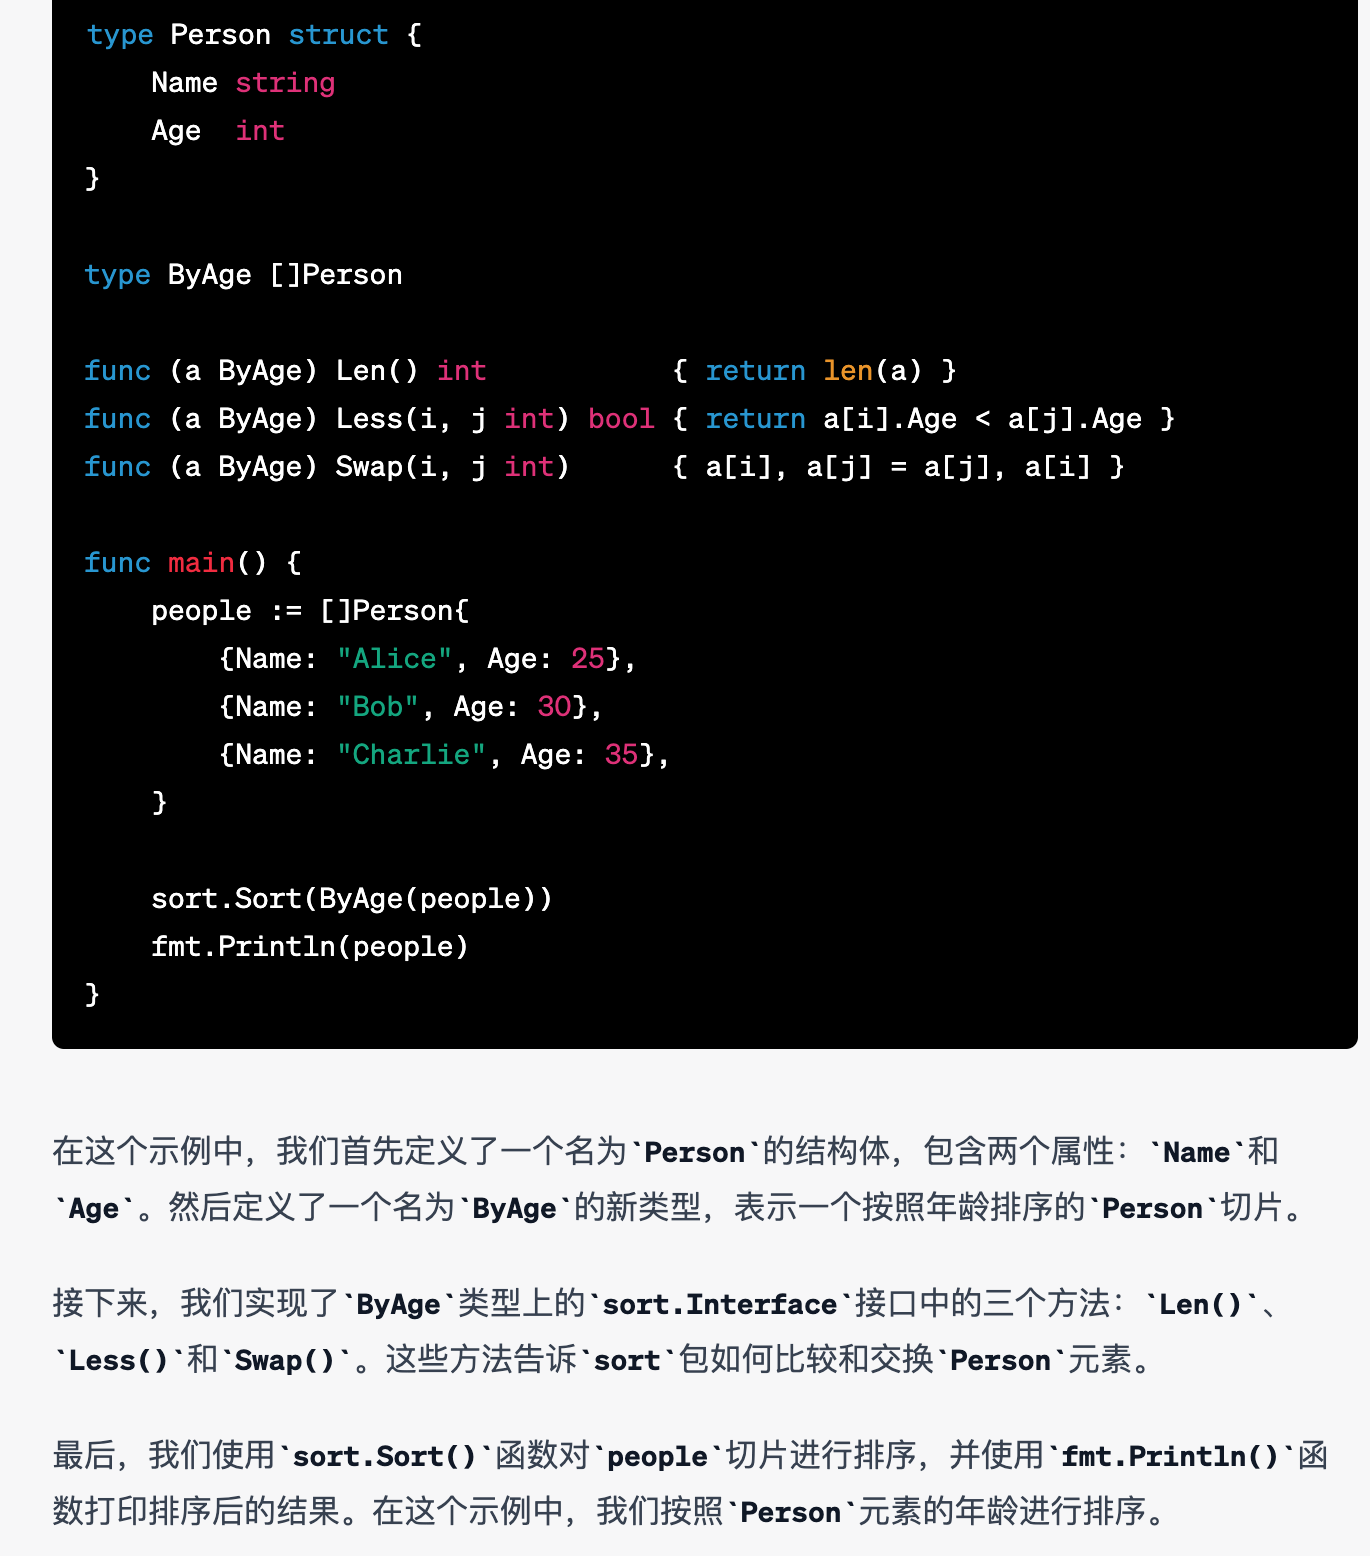 type Person struct {
    Name string
    Age  int
}
type ByAge []Person
func (a ByAge) Len() int           { return len(a) }
func (a ByAge) Less(i, j int) bool { return a[i].Age < a[j].Age }
func (a ByAge) Swap(i, j int)      { a[i], a[j] = a[j], a[i] }
func main() {
    people := []Person{
        {Name: "Alice", Age: 25},
        {Name: "Bob", Age: 30},
        {Name: "Charlie", Age: 35},
    }
    sort.Sort(ByAge(people))
    fmt.Println(people)
}
在这个示例中，我们首先定义了一个名为`Person`的结构体，包含两个属性：`Name`和
`Age`。然后定义了一个名为`ByAge`的新类型，表示一个按照年龄排序的`Person`切片。
接下来，我们实现了`ByAge`类型上的`sort.Interface`接口中的三个方法：`Len()`、
`Less()`和`Swap()`。这些方法告诉`sort`包如何比较和交换`Person`元素。
最后，我们使用`sort.Sort()`函数对`people`切片进行排序，并使用`fmt.Println()`函
数打印排序后的结果。在这个示例中，我们按照`Person`元素的年龄进行排序。